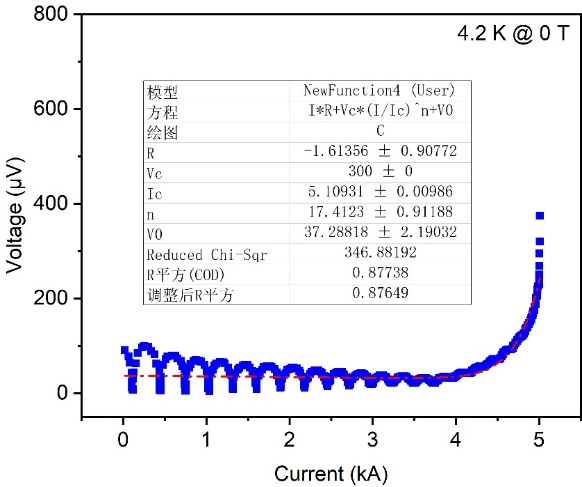 800
4.2 K @ 0 T
模型 NewFunction4 (User)
方程 I*R+Vc*(I/Ic)^n+V0
绘图 C
R -1.61356 ± 0.90772
Vc 300 ± 0
Ic 5.10931 ± 0.00986
n 17.4123 ± 0.91188
V0 37.28818 ± 2.19032
Reduced Chi-Sqr 346.88192
R平方(COD) 0.87738
调整后R平方 0.87649
600
400
200
0
Voltage (μV)
0 1 2 3 4 5
Current (kA)